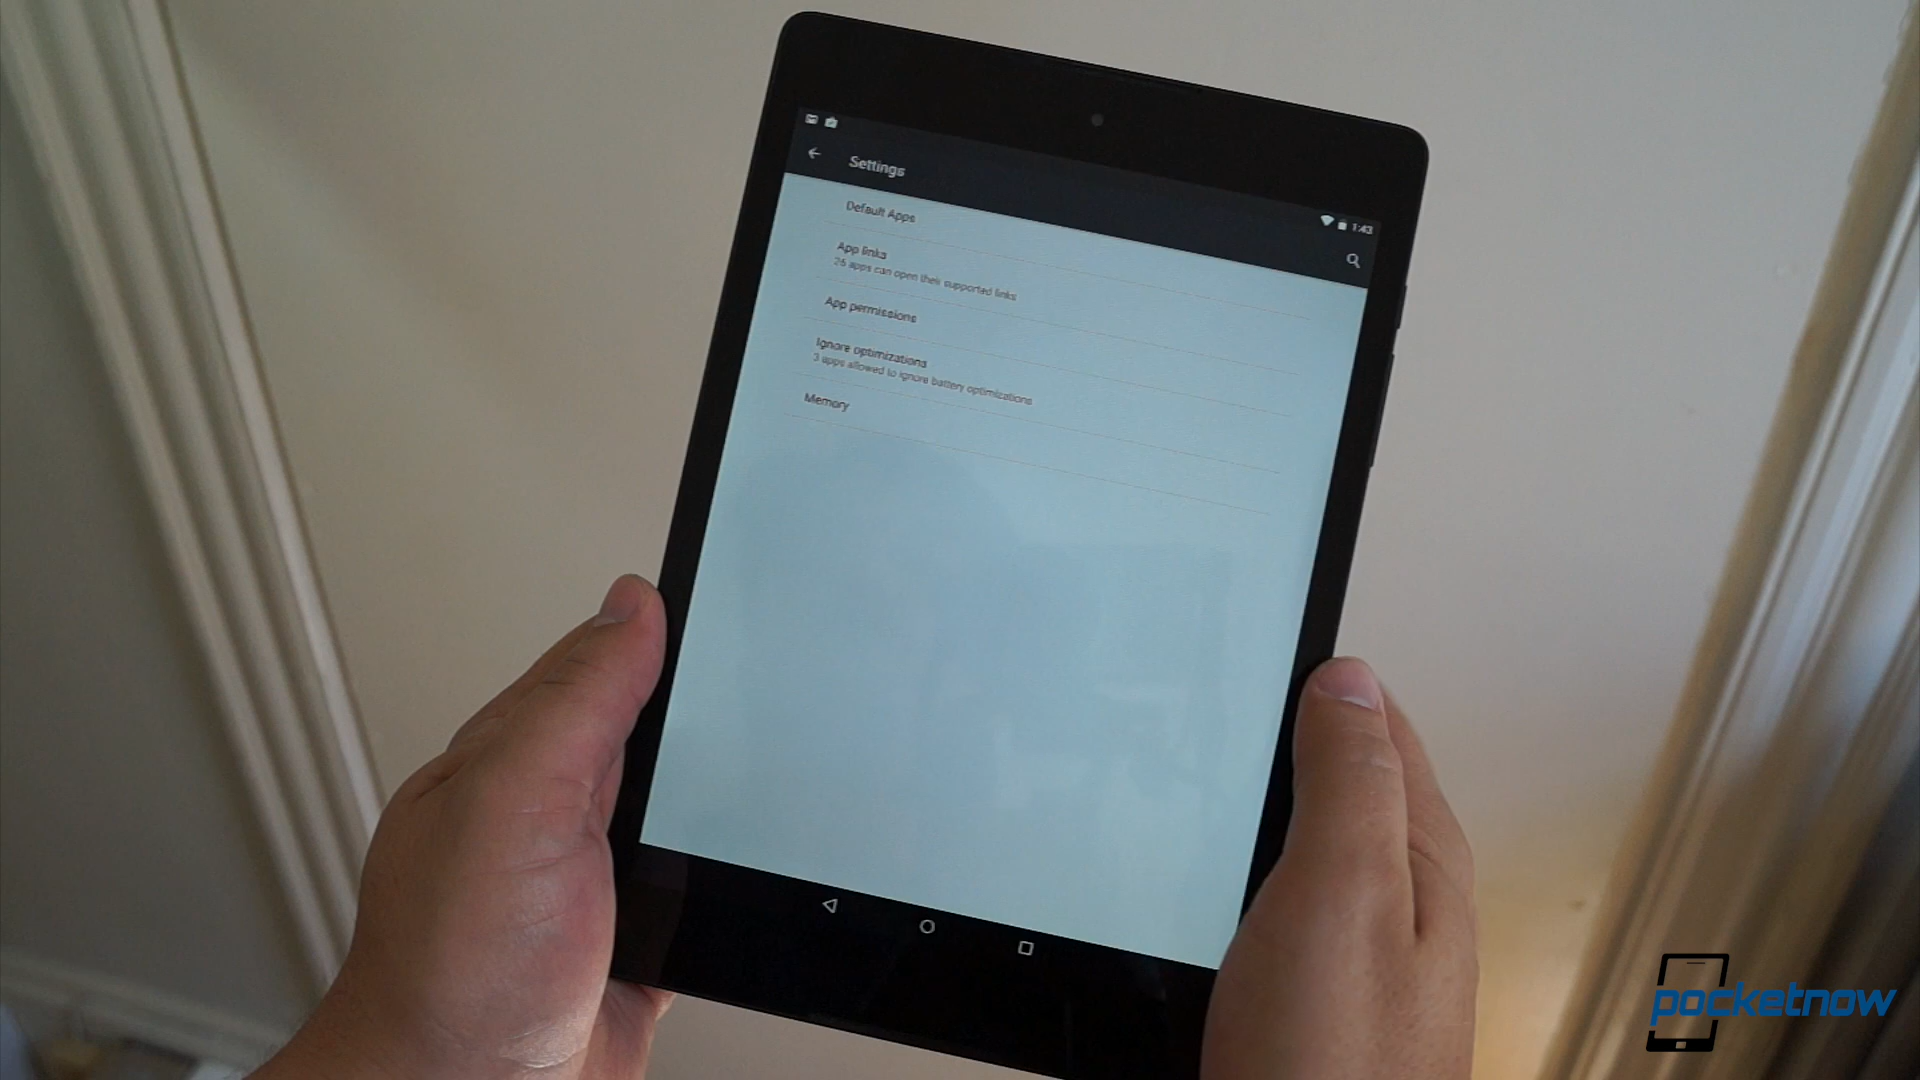 1:43
Settings
Default Apps
App links
26 apps can open their supported links
App permissions
Ignore optimizations
3 apps allowed to ignore battery optimizations
Memory
pocketnow